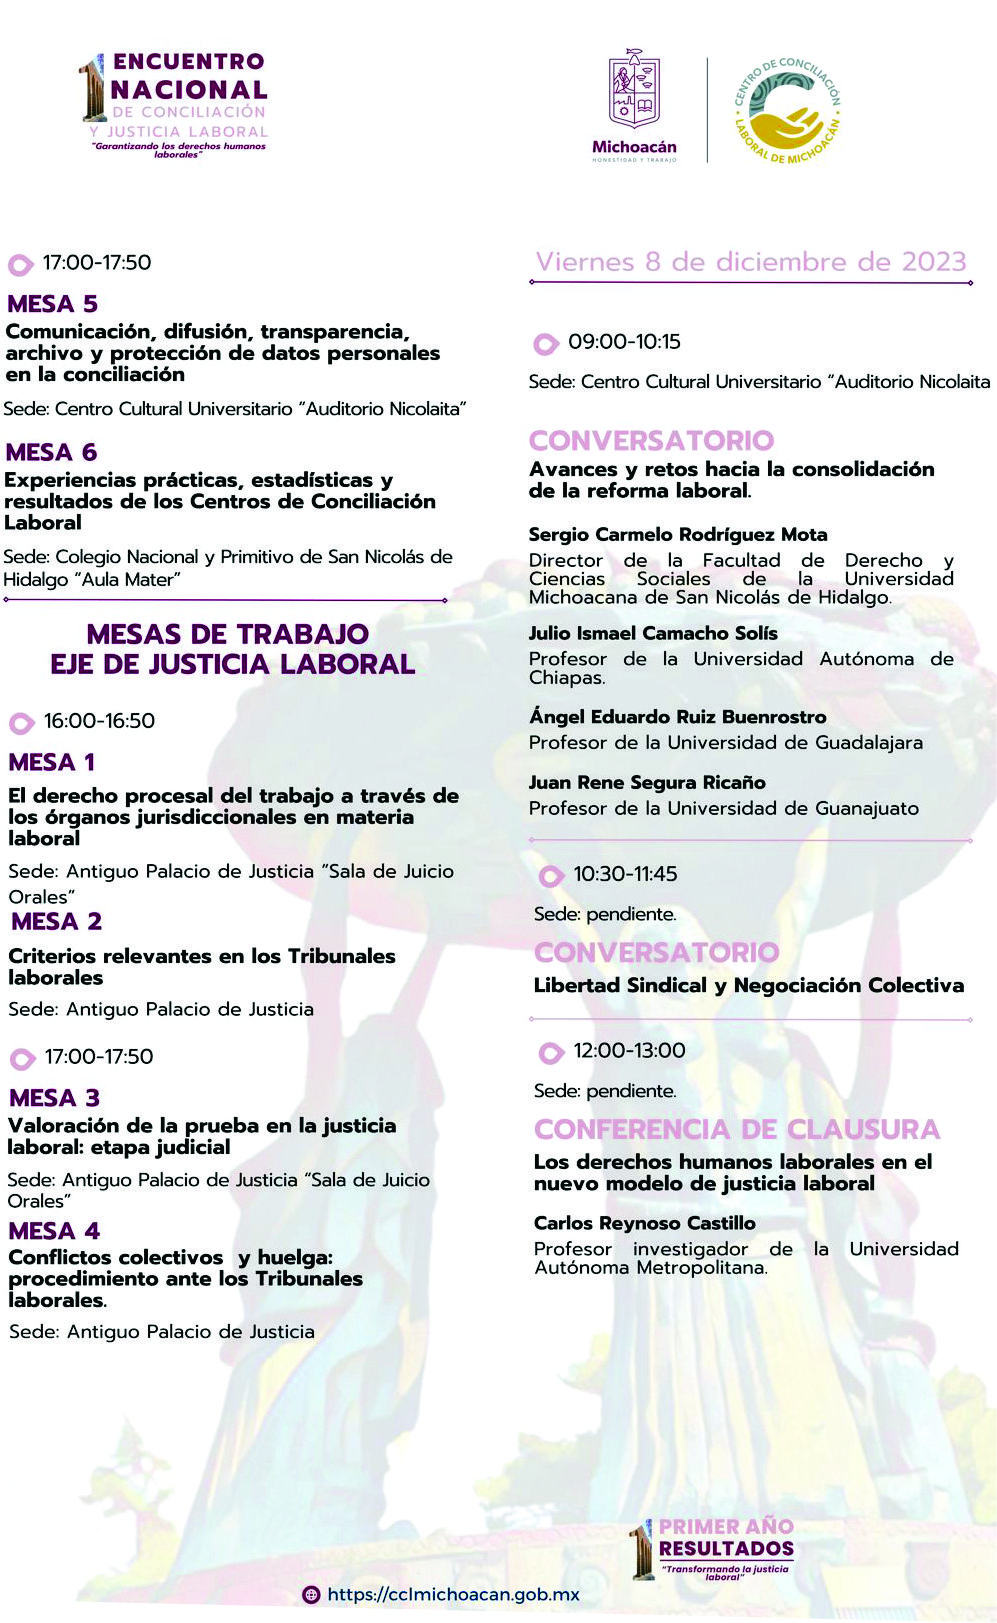 1 ENCUENTRO
NACIONAL
DE CONCILIACIÓN
Y JUSTICIA LABORAL
"Garantizando los derechos humanos
laborales"
Michoacán
HONESTIDAD Y TRABAJO
CENTRO DE CONCILIACIÓN
LABORAL DE MICHOACÁN
17:00-17:50
MESA 5
Comunicación, difusión, transparencia,
archivo y protección de datos personales
en la conciliación
Sede: Centro Cultural Universitario "Auditorio Nicolaita"
MESA 6
Experiencias prácticas, estadísticas y
resultados de los Centros de Conciliación
Laboral
Sede: Colegio Nacional y Primitivo de San Nicolás de
Hidalgo "Aula Mater"
MESAS DE TRABAJO
EJE DE JUSTICIA LABORAL
16:00-16:50
MESA 1
El derecho procesal del trabajo a través de
los órganos jurisdiccionales en materia
laboral
Sede: Antiguo Palacio de Justicia "Sala de Juicio
Orales"
MESA 2
Criterios relevantes en los Tribunales
laborales
Sede: Antiguo Palacio de Justicia
17:00-17:50
MESA 3
Valoración de la prueba en la justicia
laboral: etapa judicial
Sede: Antiguo Palacio de Justicia "Sala de Juicio
Orales"
MESA 4
Conflictos colectivos  y huelga:
procedimiento ante los Tribunales
laborales.
Sede: Antiguo Palacio de Justicia
Viernes 8 de diciembre de 2023
09:00-10:15
Sede: Centro Cultural Universitario "Auditorio Nicolaita
CONVERSATORIO
Avances y retos hacia la consolidación
de la reforma laboral.
Sergio Carmelo Rodríguez Mota
Director de la Facultad de Derecho y
Ciencias Sociales de la Universidad
Michoacana de San Nicolás de Hidalgo.
Julio Ismael Camacho Solís
Profesor de la Universidad Autónoma de
Chiapas.
Ángel Eduardo Ruiz Buenrostro
Profesor de la Universidad de Guadalajara
Juan Rene Segura Ricaño
Profesor de la Universidad de Guanajuato
10:30-11:45
Sede: pendiente.
CONVERSATORIO
Libertad Sindical y Negociación Colectiva
12:00-13:00
Sede: pendiente.
CONFERENCIA DE CLAUSURA
Los derechos humanos laborales en el
nuevo modelo de justicia laboral
Carlos Reynoso Castillo
Profesor investigador de la Universidad
Autónoma Metropolitana.
1 PRIMER AÑO
RESULTADOS
"Transformando la justicia
laboral"
https://cclmichoacan.gob.mx